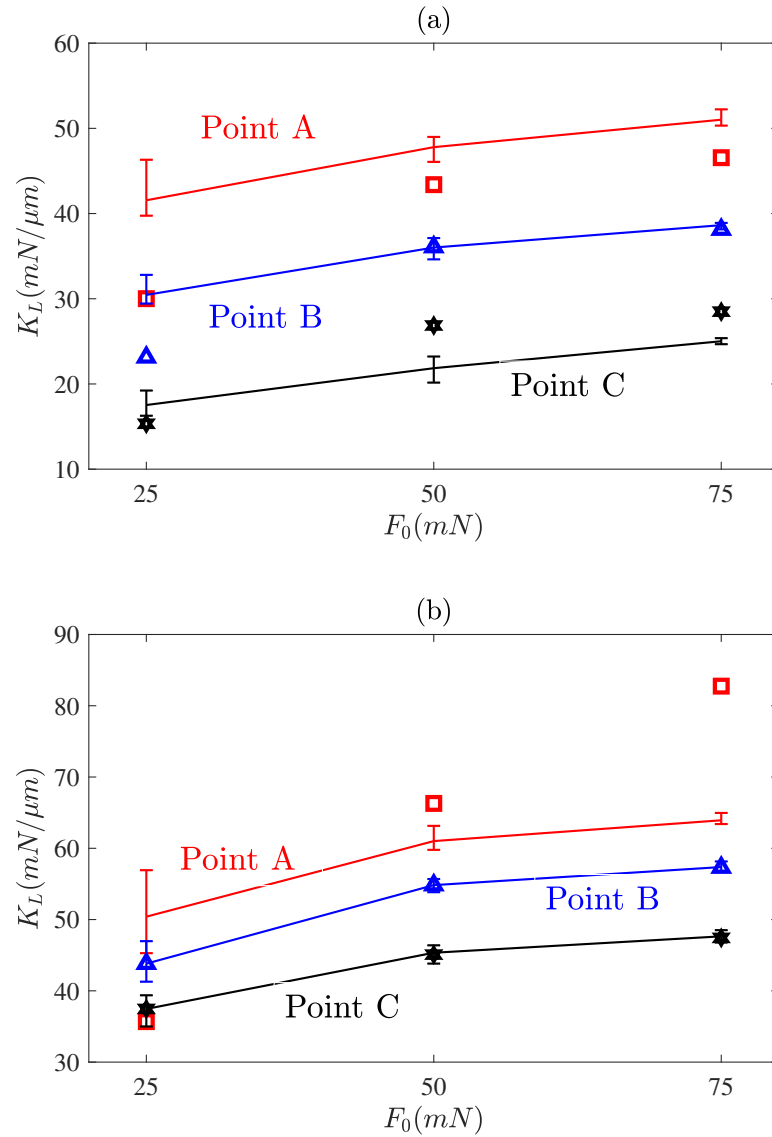 (a)
60
50
40
30
20
10
K_L(mN/μm)
Point A
Point B
Point C
25 50 75
F_0(mN)
(b)
90
80
70
60
50
40
30
K_L(mN/μm)
Point A
Point B
Point C
25 50 75
F_0(mN)